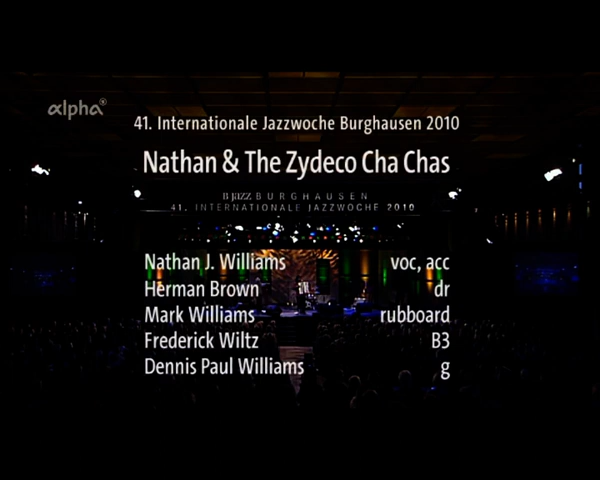 alpha
41. Internationale Jazzwoche Burghausen 2010
Nathan & The Zydeco Cha Chas
B'JAZZ BURGHAUSEN
41. INTERNATIONALE JAZZWOCHE 2010
Nathan J. Williams voc, acc
Herman Brown dr
Mark Williams rubboard
Frederick Wiltz B3
Dennis Paul Williams g